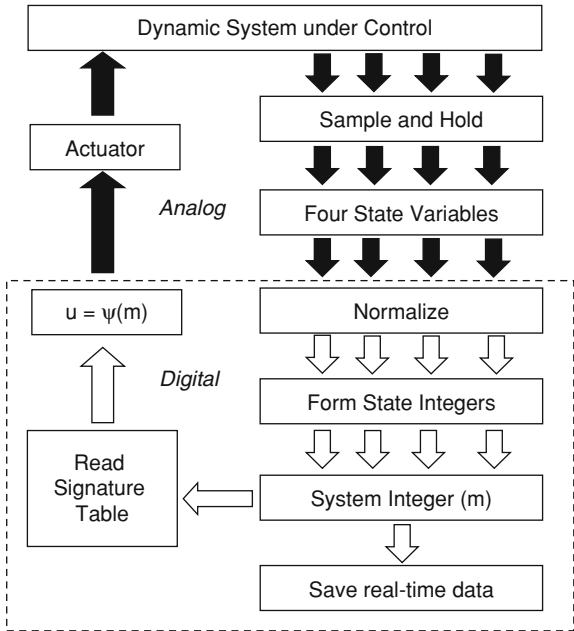 Dynamic System under Control
Sample and Hold
Actuator
Analog
Four State Variables
u = ψ(m)
Normalize
Digital
Form State Integers
Read
Signature
Table
System Integer (m)
Save real-time data